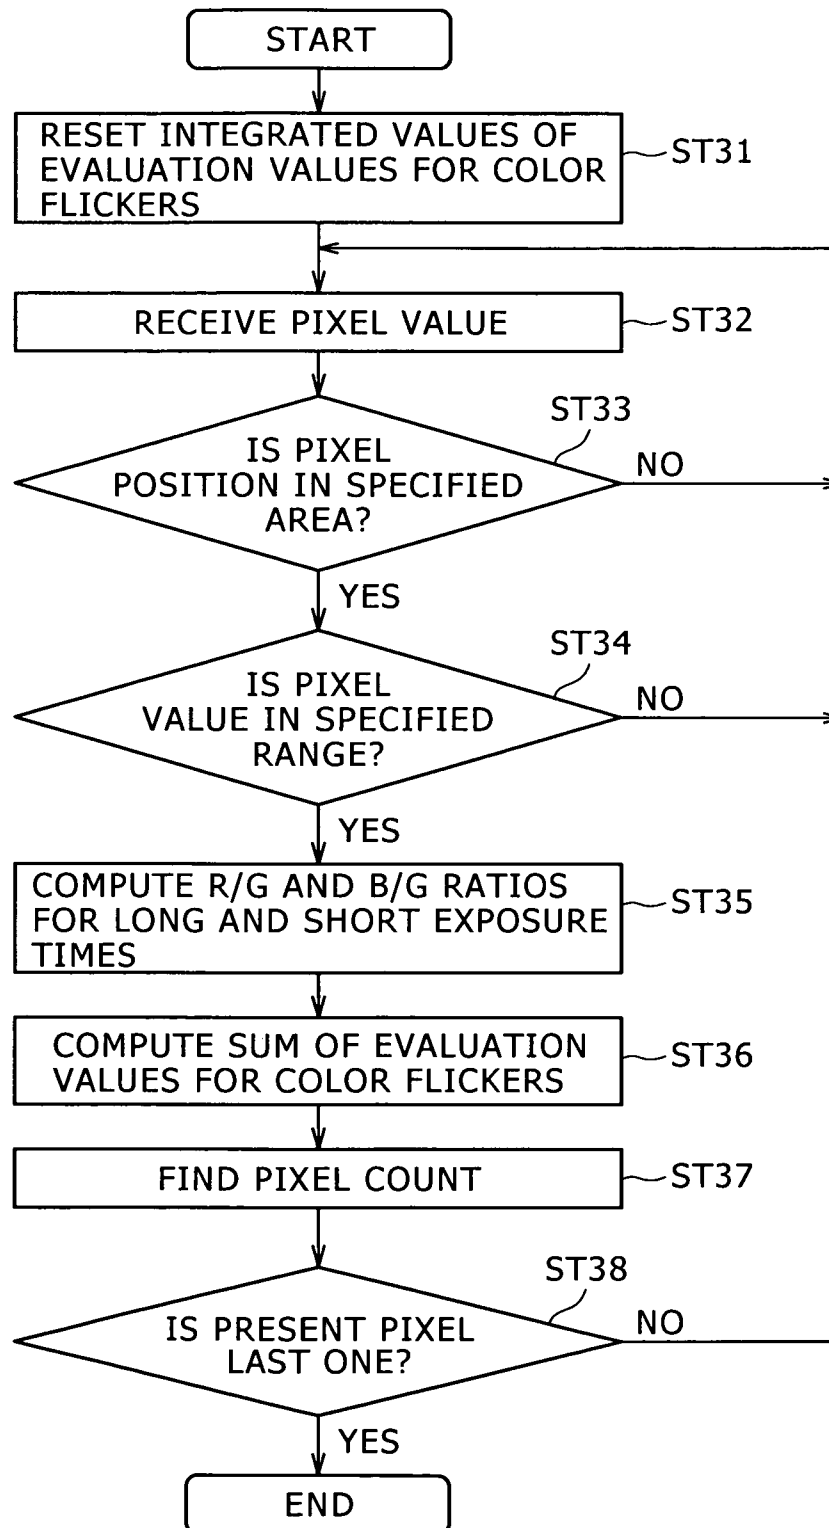 START
RESET INTEGRATED VALUES OF
EVALUATION VALUES FOR COLOR
FLICKERS
ST31
RECEIVE PIXEL VALUE
ST32
ST33
IS PIXEL
POSITION IN SPECIFIED
AREA?
NO
YES
ST34
IS PIXEL
VALUE IN SPECIFIED
RANGE?
NO
YES
COMPUTE R/G AND B/G RATIOS
FOR LONG AND SHORT EXPOSURE
TIMES
ST35
COMPUTE SUM OF EVALUATION
VALUES FOR COLOR FLICKERS
ST36
FIND PIXEL COUNT
ST37
ST38
IS PRESENT PIXEL
LAST ONE?
NO
YES
END